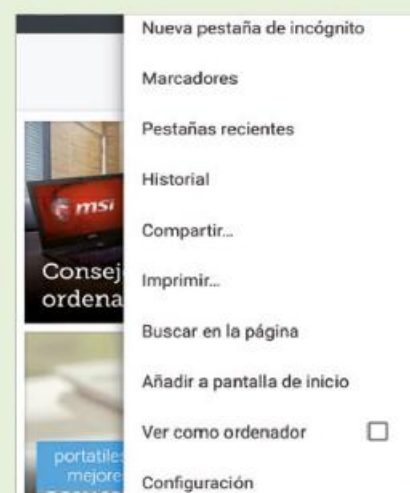 Nueva pestaña de incógnito
Marcadores
Pestañas recientes
Historial
Compartir...
Imprimir...
Buscar en la página
Añadir a pantalla de inicio
Ver como ordenador
Configuración
msi
Consej
ordena
portatiles
mejore